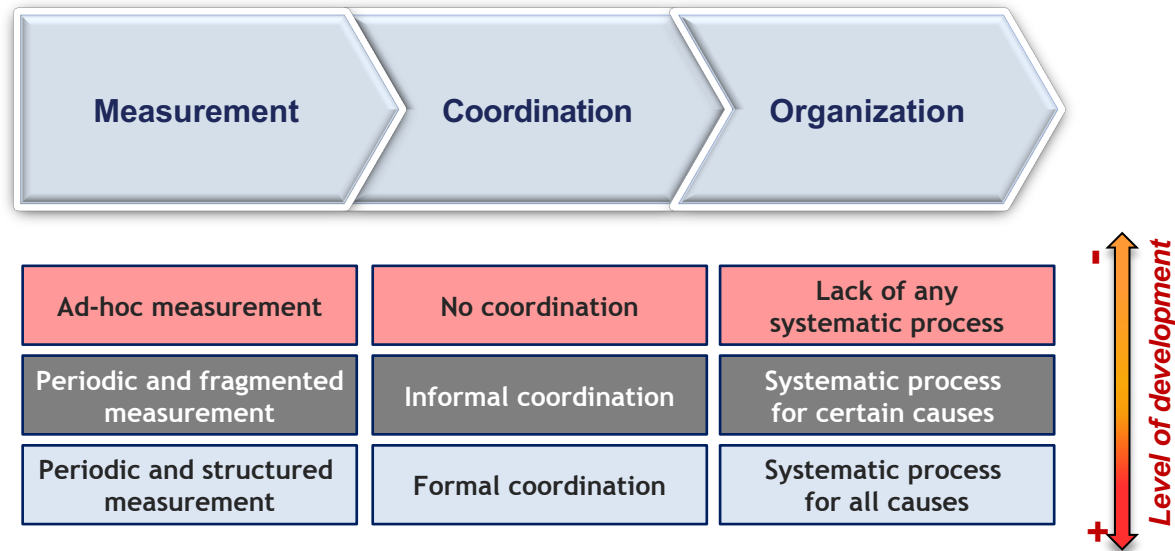 Measurement
Coordination
Organization
-
Level of development
Ad-hoc measurement
No coordination
Lack of any
systematic process
Periodic and fragmented
measurement
Informal coordination
Systematic process
for certain causes
Periodic and structured
measurement
Formal coordination
Systematic process
for all causes
+